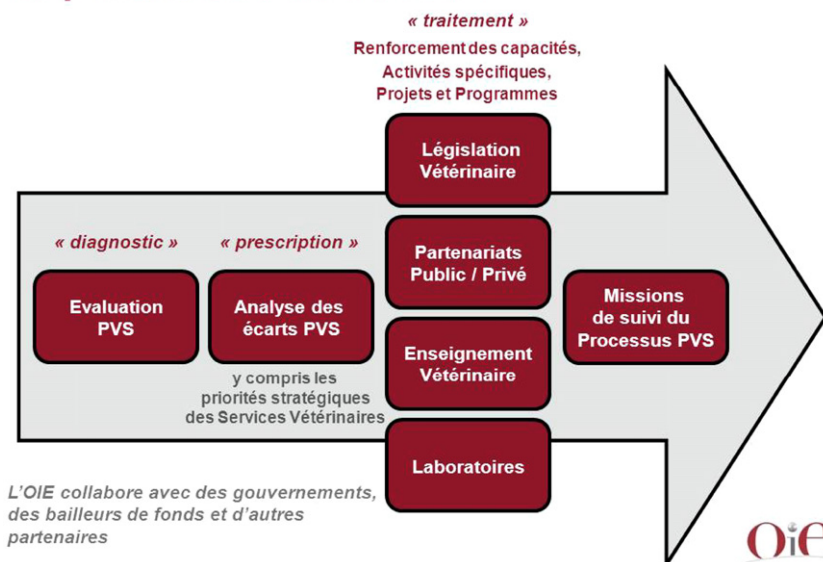 « traitement »
Renforcement des capacités,
Activités spécifiques,
Projets et Programmes
Législation
Vétérinaire
« diagnostic »
« prescription »
Evaluation
PVS
Analyse des
écarts PVS
y compris les
priorités stratégiques
des Services Vétérinaires
Partenariats
Public / Privé
Enseignement
Vétérinaire
Laboratoires
Missions
de suivi du
Processus PVS
L'OIE collabore avec des gouvernements,
des bailleurs de fonds et d'autres
partenaires
OiE